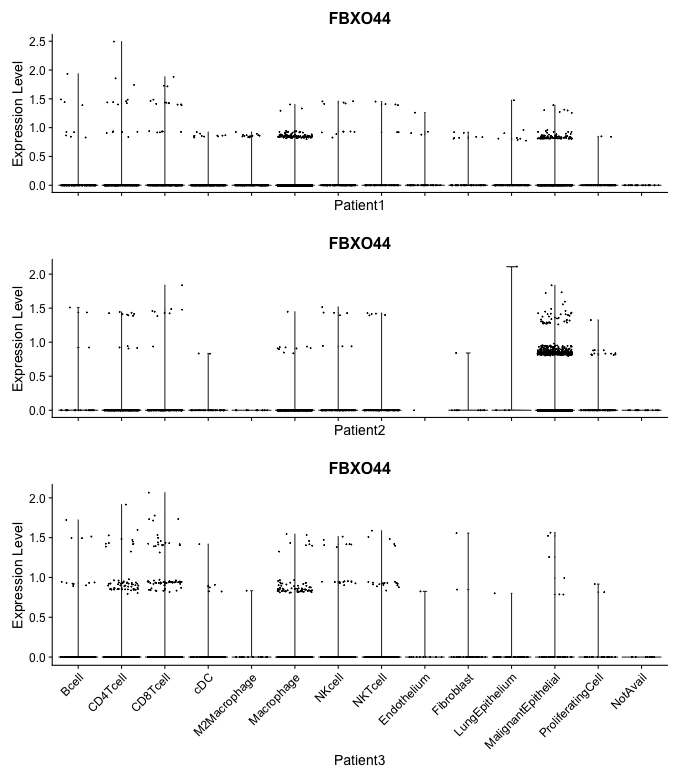 FBXO44
Expression Level
2.5
2.0
1.5
1.0
0.5
0.0
Patient1
FBXO44
Expression Level
2.0
1.5
1.0
0.5
0.0
Patient2
FBXO44
Expression Level
2.0
1.5
1.0
0.5
0.0
Bcell
CD4Tcell
CD8Tcell
cDC
M2Macrophage
Macrophage
NKcell
NKTcell
Endothelium
Fibroblast
LungEpithelium
MalignantEpithelial
ProliferatingCell
NotAvail
Patient3